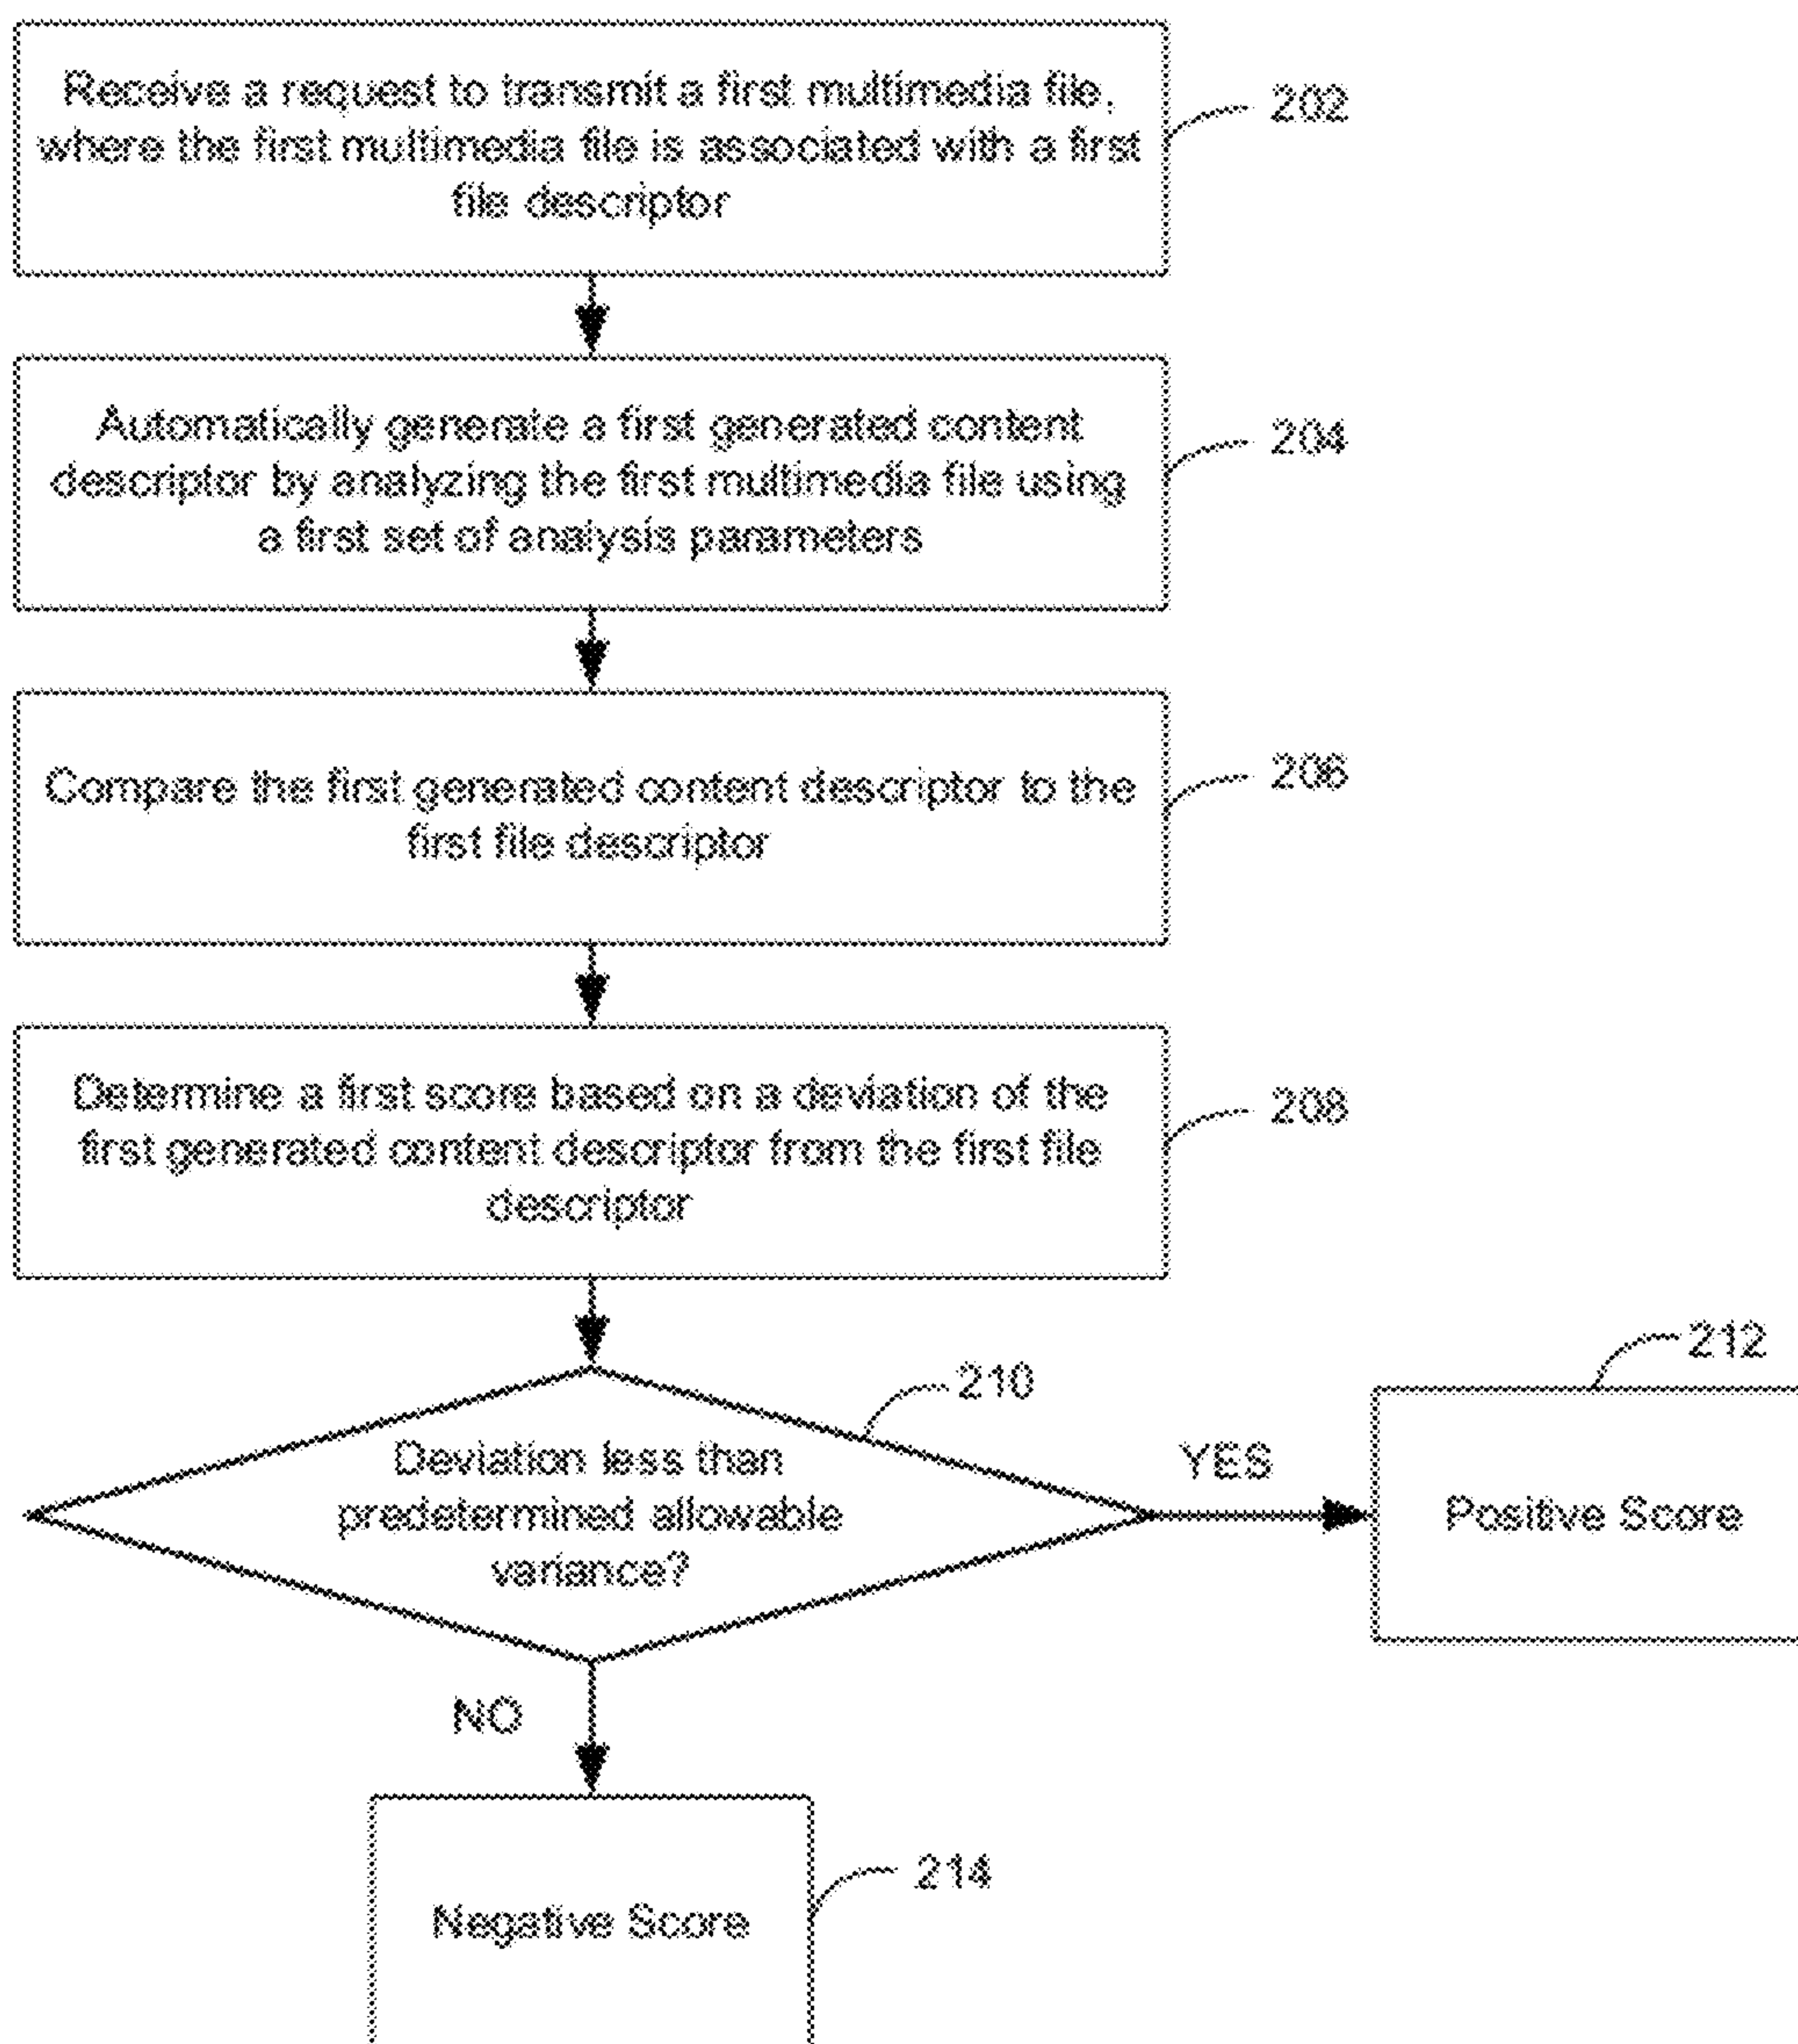 Receive a request to transmit a first multimedia file,
where the first multimedia file is associated with a first
file descriptor
202
Automatically generate a first generated content
descriptor by analyzing the first multimedia file using
a first set of analysis parameters
204
Compare the first generated content descriptor to the
first file descriptor
206
Determine a first score based on a deviation of the
first generated content descriptor from the first file
descriptor
208
210
Deviation less than
predetermined allowable
variance?
YES
212
Positive Score
NO
214
Negative Score